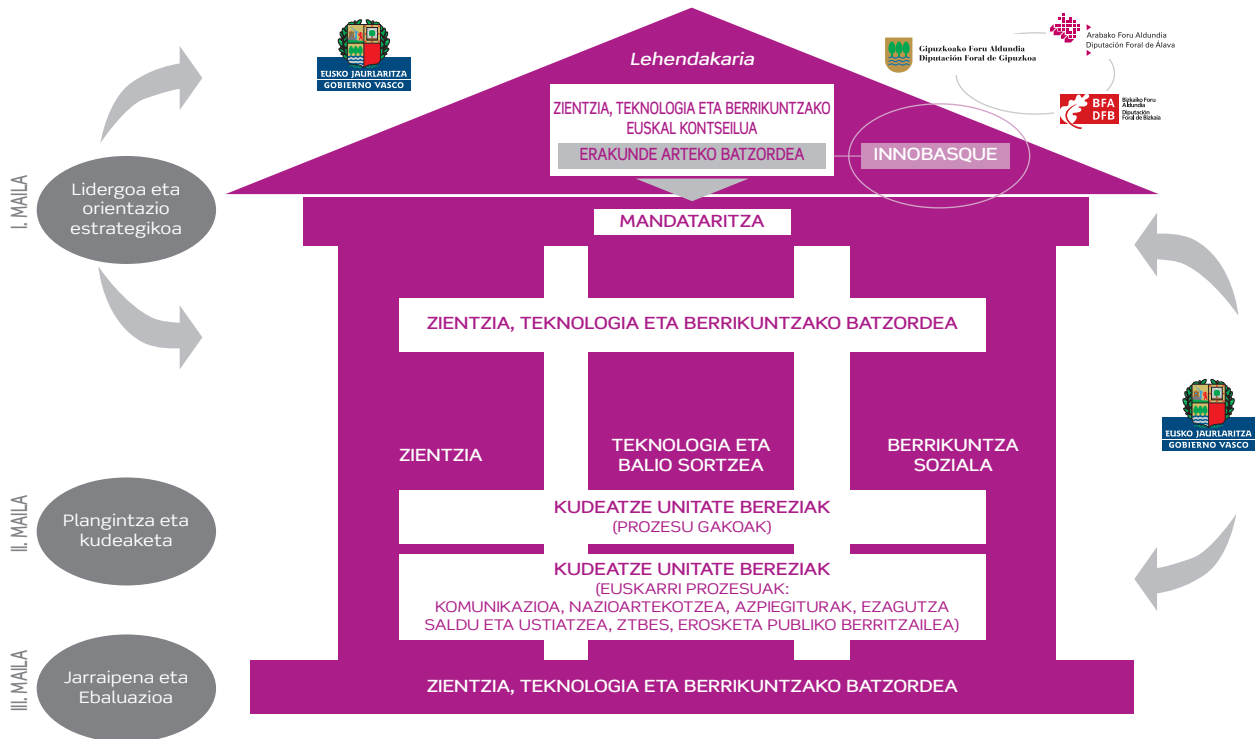 EUSKO JAURLARITZA
GOBIERNO VASCO
Lehendakaria
Gipuzkoako Foru Aldundia
Diputación Foral de Gipuzkoa
Arabako Foru Aldundia
Diputación Foral de Álava
BFA
DFB
Bizkaiko Foru
Aldundia
Diputación
Foral de Bizkaia
ZIENTZIA, TEKNOLOGIA ETA BERRIKUNTZAKO
EUSKAL KONTSEILUA
ERAKUNDE ARTEKO BATZORDEA
INNOBASQUE
I. MAILA
Lidergoa eta
orientazio
estrategikoa
MANDATARITZA
ZIENTZIA, TEKNOLOGIA ETA BERRIKUNTZAKO BATZORDEA
EUSKO JAURLARITZA
GOBIERNO VASCO
ZIENTZIA
TEKNOLOGIA ETA
BALIO SORTZEA
BERRIKUNTZA
SOZIALA
II. MAILA
Plangintza eta
kudeaketa
KUDEATZE UNITATE BEREZIAK
(PROZESU GAKOAK)
KUDEATZE UNITATE BEREZIAK
(EUSKARRI PROZESUAK:
KOMUNIKAZIOA, NAZIOARTEKOTZEA, AZPIEGITURAK, EZAGUTZA
SALDU ETA USTIATZEA, ZTBES, EROSKETA PUBLIKO BERRITZAILEA)
III. MAILA
Jarraipena eta
Ebaluazioa
ZIENTZIA, TEKNOLOGIA ETA BERRIKUNTZAKO BATZORDEA